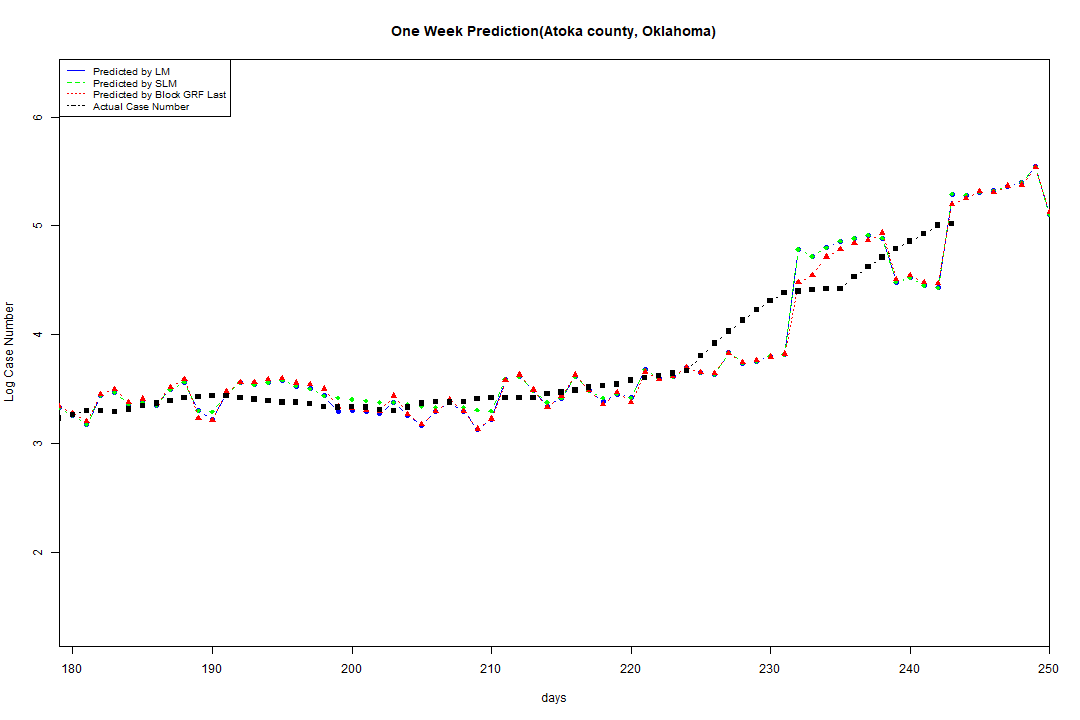 One Week Prediction(Atoka county, Oklahoma)
Predicted by LM
Predicted by SLM
Predicted by Block GRF Last
Actual Case Number
6
5
4
3
2
Log Case Number
180 190 200 210 220 230 240 250
days